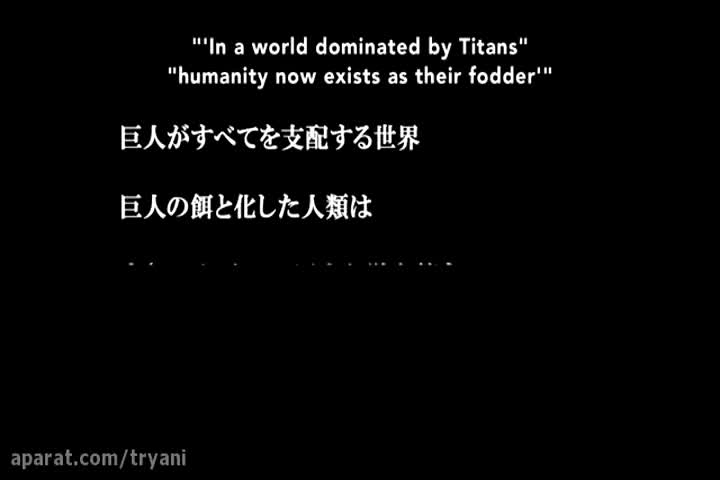 "'In a world dominated by Titans"
"humanity now exists as their fodder'"
巨人がすべてを支配する世界
巨人の餌と化した人類は
aparat.com/tryani